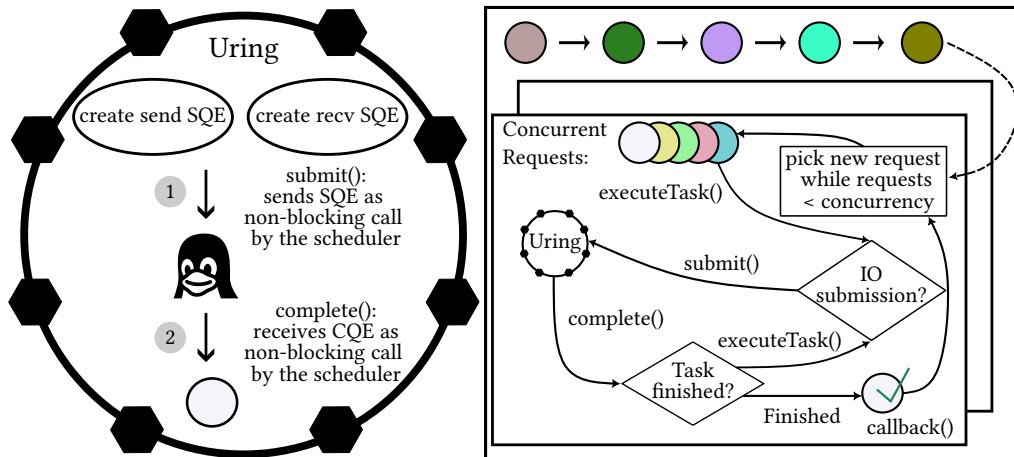 Uring
create send SQE
create recv SQE
1
submit():
sends SQE as
non-blocking call
by the scheduler
2
complete():
receives CQE as
non-blocking call
by the scheduler
Concurrent
Requests:
pick new request
while requests
< concurrency
executeTask()
Uring
submit()
IO
submission?
complete()
executeTask()
Task
finished?
Finished
callback()